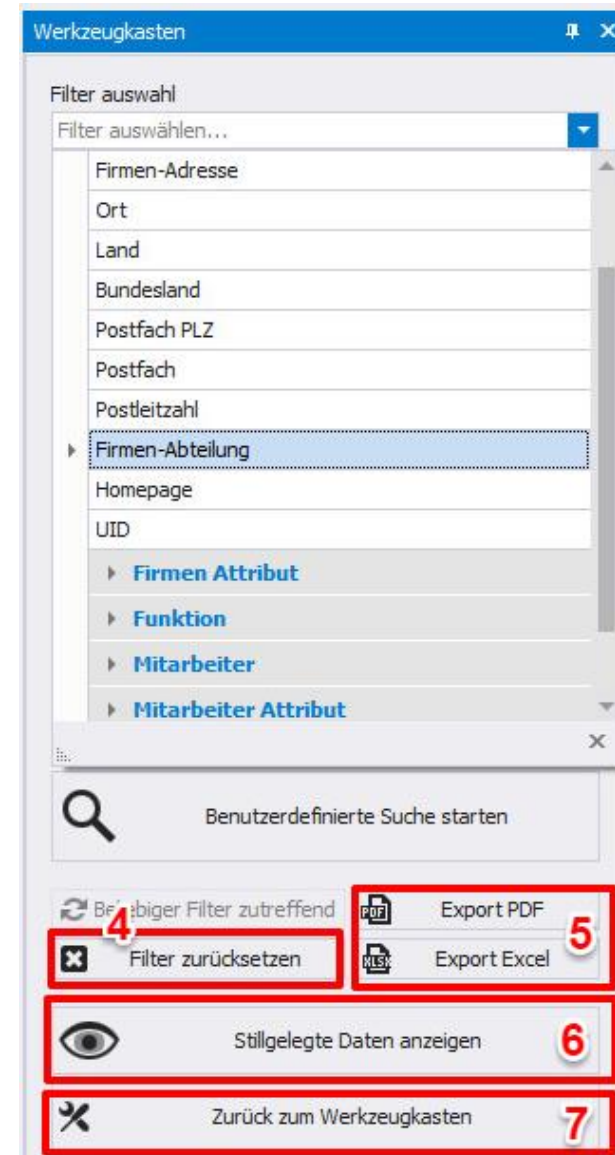 Werkzeugkasten
Filter auswahl
Filter auswählen...
Firmen-Adresse
Ort
Land
Bundesland
Postfach PLZ
Postfach
Postleitzahl
Firmen-Abteilung
Homepage
UID
Firmen Attribut
Funktion
Mitarbeiter
Mitarbeiter Attribut
Benutzerdefinierte Suche starten
4 Filter zutreffend
PDF Export PDF
Filter zurücksetzen
XLSX Export Excel 5
Stillgelegte Daten anzeigen 6
Zurück zum Werkzeugkasten 7